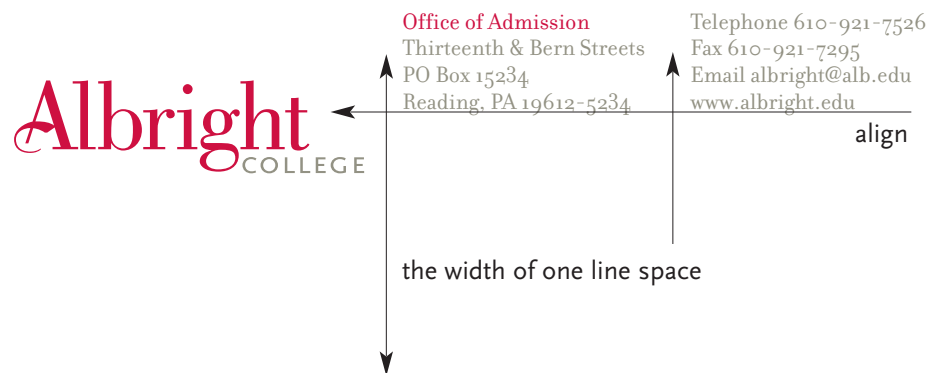 Albright
COLLEGE
Office of Admission
Thirteenth & Bern Streets
PO Box 15234
Reading, PA 19612-5234
Telephone 610-921-7526
Fax 610-921-7295
Email albright@alb.edu
www.albright.edu
align
the width of one line space